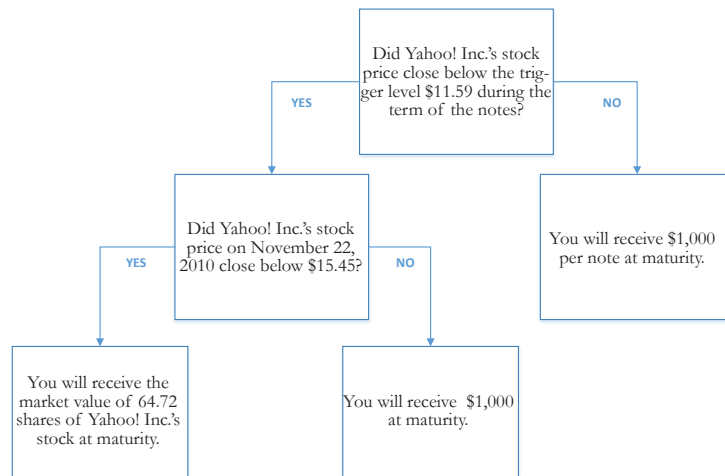 Did Yahoo! Inc.'s stock
price close below the trig-
ger level $11.59 during the
term of the notes?
YES
NO
Did Yahoo! Inc.'s stock
price on November 22,
2010 close below $15.45?
You will receive $1,000
per note at maturity.
YES
NO
You will receive the
market value of 64.72
shares of Yahoo! Inc.'s
stock at maturity.
You will receive $1,000
at maturity.